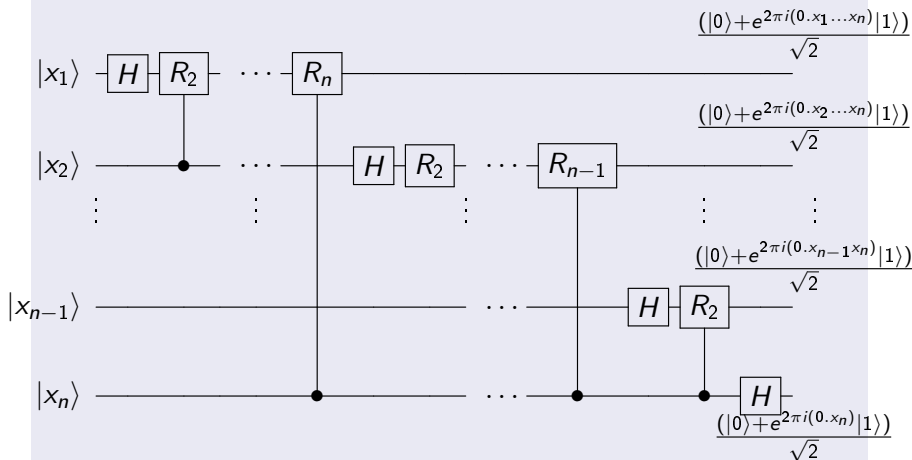 (|0⟩+e^{2πi(0.x_1…x_n)}|1⟩)/√2
|x_1⟩ H R_2 ⋯ R_n
(|0⟩+e^{2πi(0.x_2…x_n)}|1⟩)/√2
|x_2⟩ ⋯ H R_2 ⋯ R_{n−1}
⋮ ⋮ ⋮ ⋮ ⋮
(|0⟩+e^{2πi(0.x_{n−1}x_n)}|1⟩)/√2
|x_{n−1}⟩ ⋯ H R_2
|x_n⟩ ⋯ H
(|0⟩+e^{2πi(0.x_n)}|1⟩)/√2